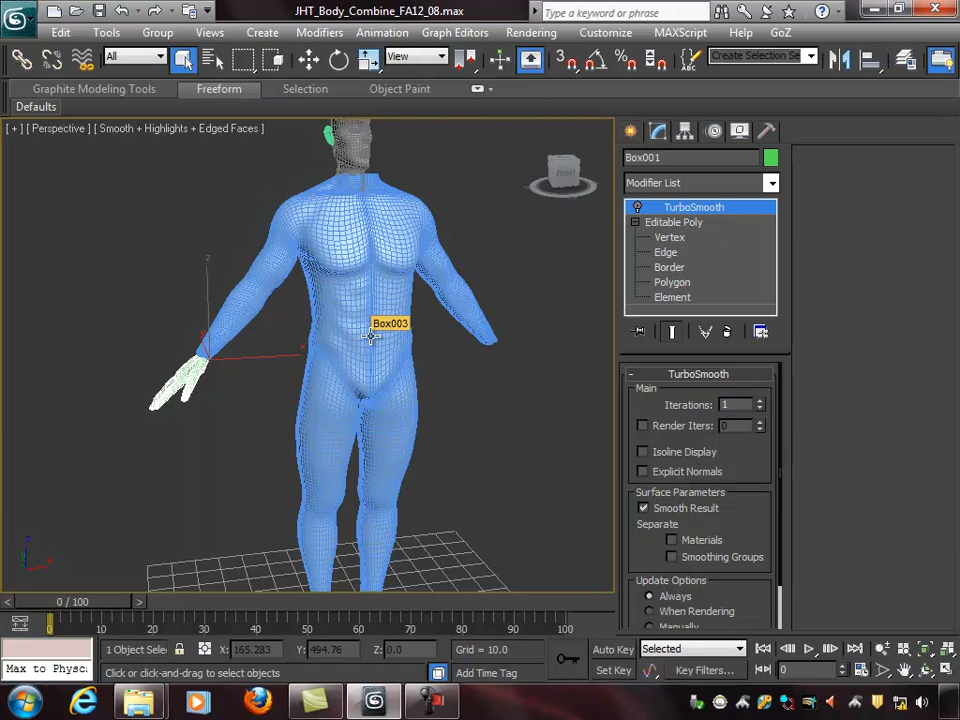 JHT_Body_Combine_FA12_08.max
Type a keyword or phrase
Edit Tools Group Views Create Modifiers Animation Graph Editors Rendering Customize MAXScript Help GoZ
All View 3 Create Selection Se
Graphite Modeling Tools Freeform Selection Object Paint
Defaults
[ + ] [ Perspective ] [ Smooth + Highlights + Edged Faces ]
FRONT
Box001
Modifier List
TurboSmooth
Editable Poly
Vertex
Edge
Border
Polygon
Element
z
x
Box003
TurboSmooth
Main
Iterations: 1
Render Iters: 0
Isoline Display
Explicit Normals
Surface Parameters
Smooth Result
Separate
Materials
Smoothing Groups
Update Options
Always
When Rendering
Manually
0 / 100
0 10 20 30 40 50 60 70 80 90 100
1 Object Selec X: 165.283 Y: 494.76 Z: 0.0 Grid = 10.0 Auto Key Selected
Max to Physc Click or click-and-drag to select objects Add Time Tag Set Key Key Filters... 0